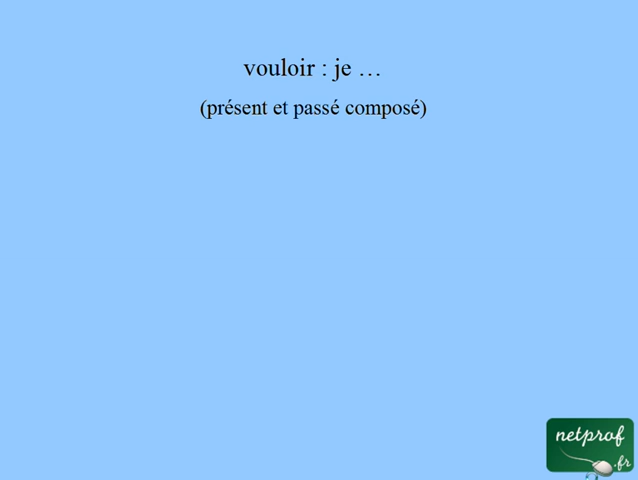 vouloir : je …
(présent et passé composé)
netprof
.fr